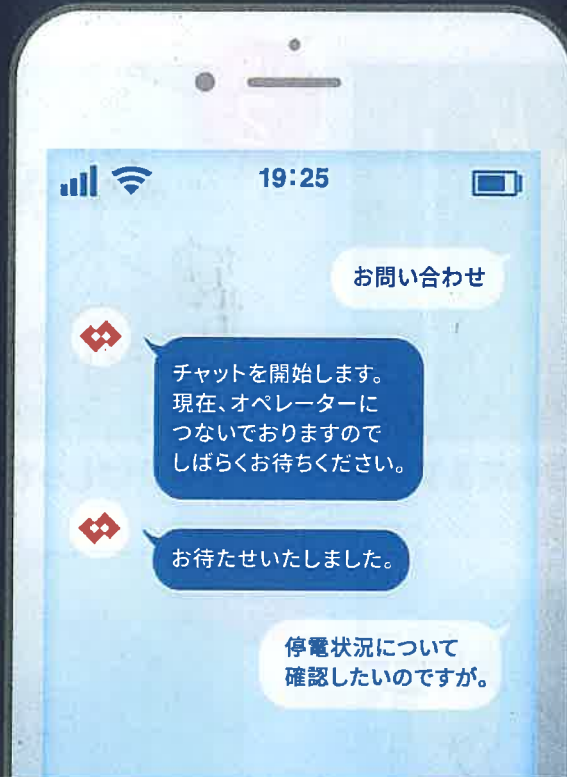 19:25
お問い合わせ
チャットを開始します。
現在、オペレーターに
つないでおりますので
しばらくお待ちください。
お待たせいたしました。
停電状況について
確認したいのですが。